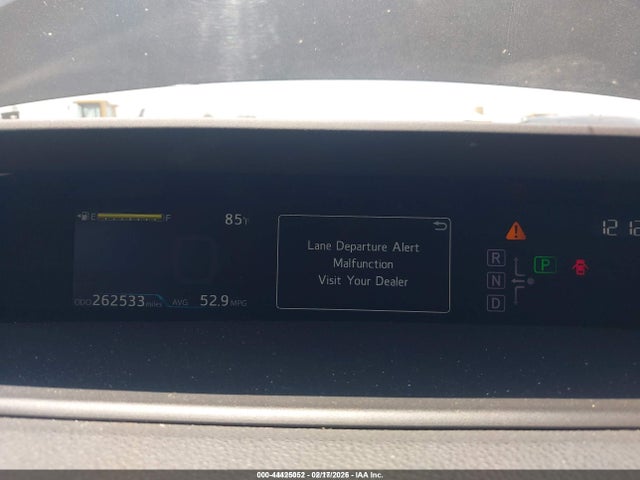 E F 85°F 12:12
Lane Departure Alert
Malfunction
Visit Your Dealer
R
P
N
D
ODO 262533 miles AVG 52.9 MPG
000-44425052 - 02/17/2026 - IAA Inc.